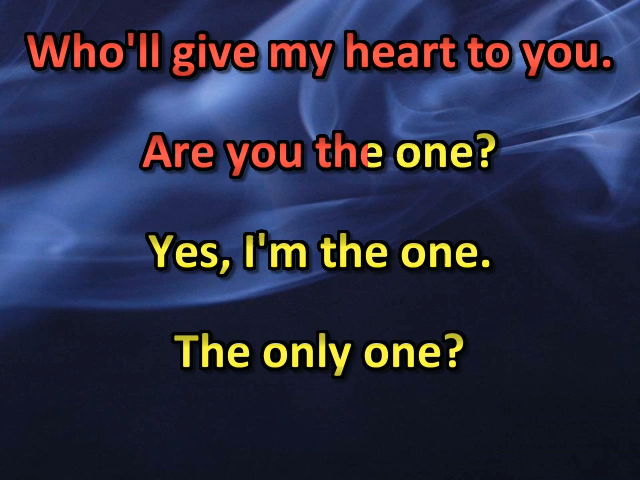 Who'll give my heart to you.
Are you the one?
Yes, I'm the one.
The only one?